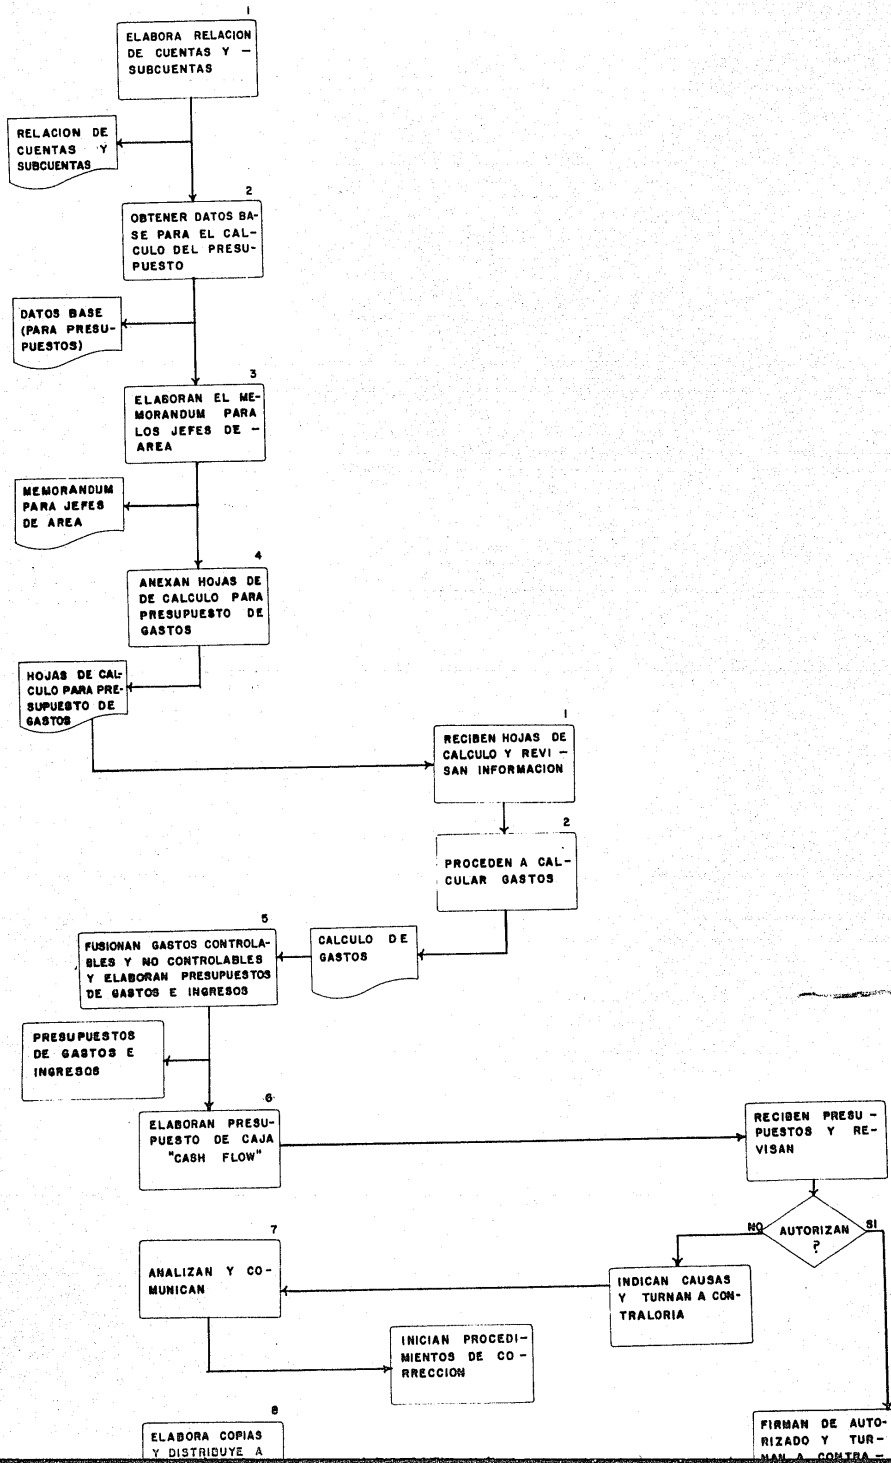 1
ELABORA RELACION
DE CUENTAS Y —
SUBCUENTAS
RELACION DE
CUENTAS Y
SUBCUENTAS
2
OBTENER DATOS BA-
SE PARA EL CAL-
CULO DEL PRESU-
PUESTO
DATOS BASE
(PARA PRESU-
PUESTOS)
3
ELABORAN EL ME-
MORANDUM PARA
LOS JEFES DE —
AREA
MEMORANDUM
PARA JEFES
DE AREA
4
ANEXAN HOJAS DE
DE CALCULO PARA
PRESUPUESTO DE
GASTOS
HOJAS DE CAL-
CULO PARA PRE-
SUPUESTO DE
GASTOS
1
RECIBEN HOJAS DE
CALCULO Y REVI —
SAN INFORMACION
2
PROCEDEN A CAL-
CULAR GASTOS
CALCULO DE
GASTOS
5
FUSIONAN GASTOS CONTROLA-
BLES Y NO CONTROLABLES
Y ELABORAN PRESUPUESTOS
DE GASTOS E INGRESOS
PRESUPUESTOS
DE GASTOS E
INGRESOS
6
ELABORAN PRESU-
PUESTO DE CAJA
"CASH FLOW"
RECIBEN PRESU -
PUESTOS Y RE-
VISAN
AUTORIZAN
?
NO
SI
INDICAN CAUSAS
Y TURNAN A CON-
TRALORIA
7
ANALIZAN Y CO-
MUNICAN
INICIAN PROCEDI-
MIENTOS DE CO -
RRECCION
8
ELABORA COPIAS
Y DISTRIBUYE A
FIRMAN DE AUTO-
RIZADO Y TUR-
NAN A CONTRA -